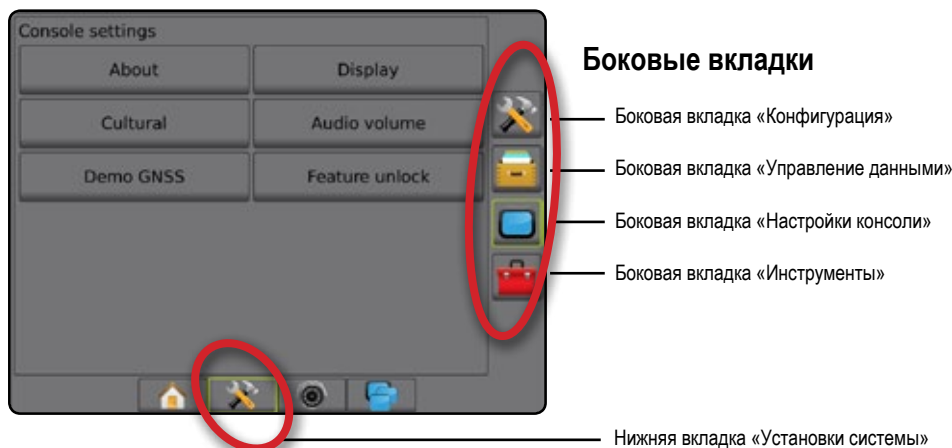 Console settings
About
Display
Cultural
Audio volume
Demo GNSS
Feature unlock
Боковые вкладки
Боковая вкладка «Конфигурация»
Боковая вкладка «Управление данными»
Боковая вкладка «Настройки консоли»
Боковая вкладка «Инструменты»
Нижняя вкладка «Установки системы»